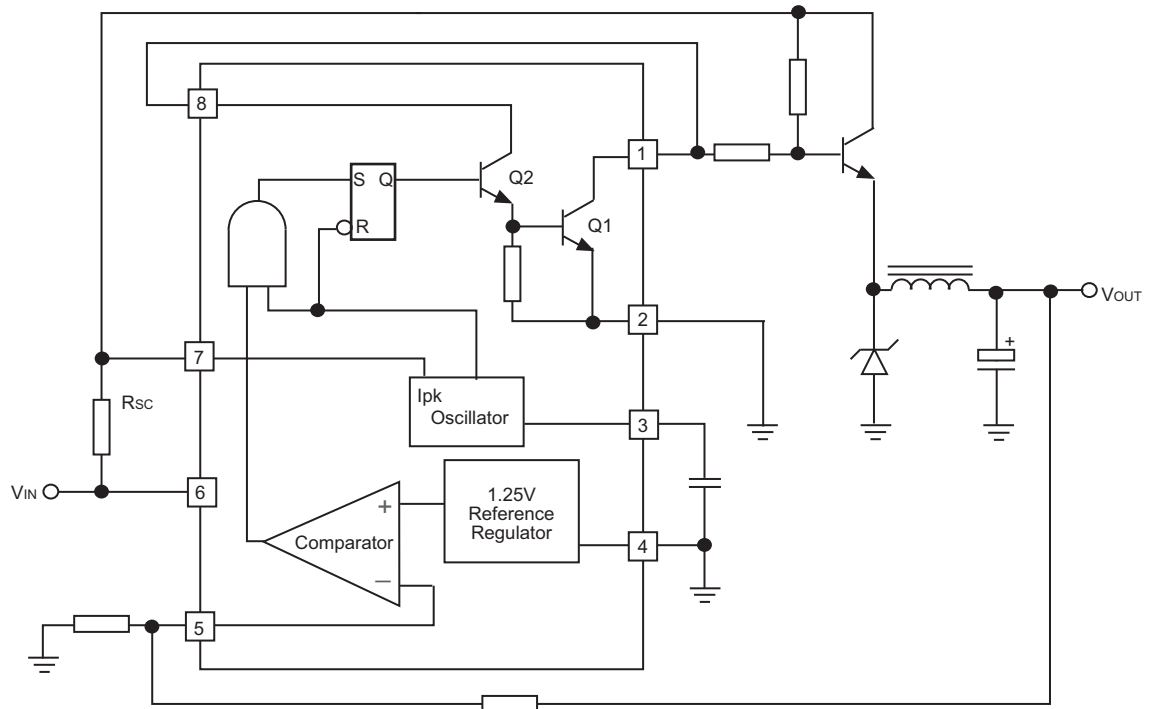 8
1
S Q
Q2
R
Q1
2
VOUT
+
7
RSC
Ipk
Oscillator
3
VIN
6
1.25V
Reference
Regulator
+
Comparator
4
–
5